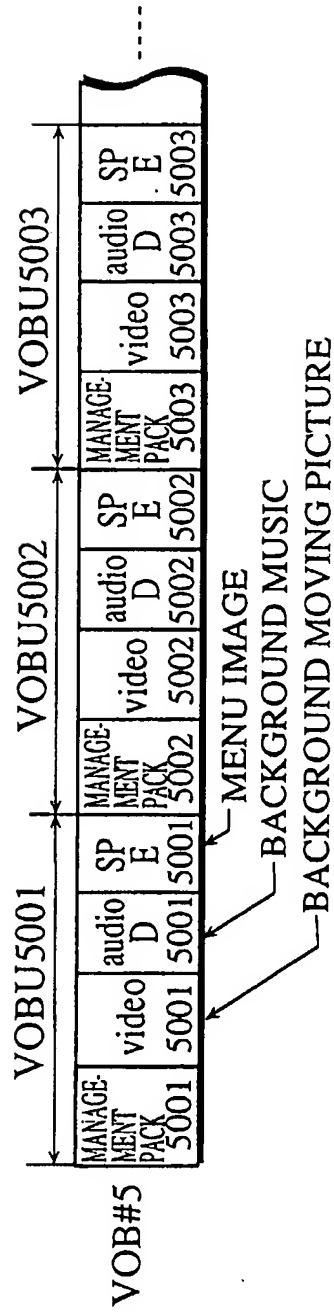 VOBU5001
VOBU5002
VOBU5003
VOB#5
MANAGE-
MENT
PACK
5001
video
5001
audio
D
5001
SP
E
5001
MANAGE-
MENT
PACK
5002
video
5002
audio
D
5002
SP
E
5002
MANAGE-
MENT
PACK
5003
video
5003
audio
D
5003
SP
E
5003
MENU IMAGE
BACKGROUND MUSIC
BACKGROUND MOVING PICTURE